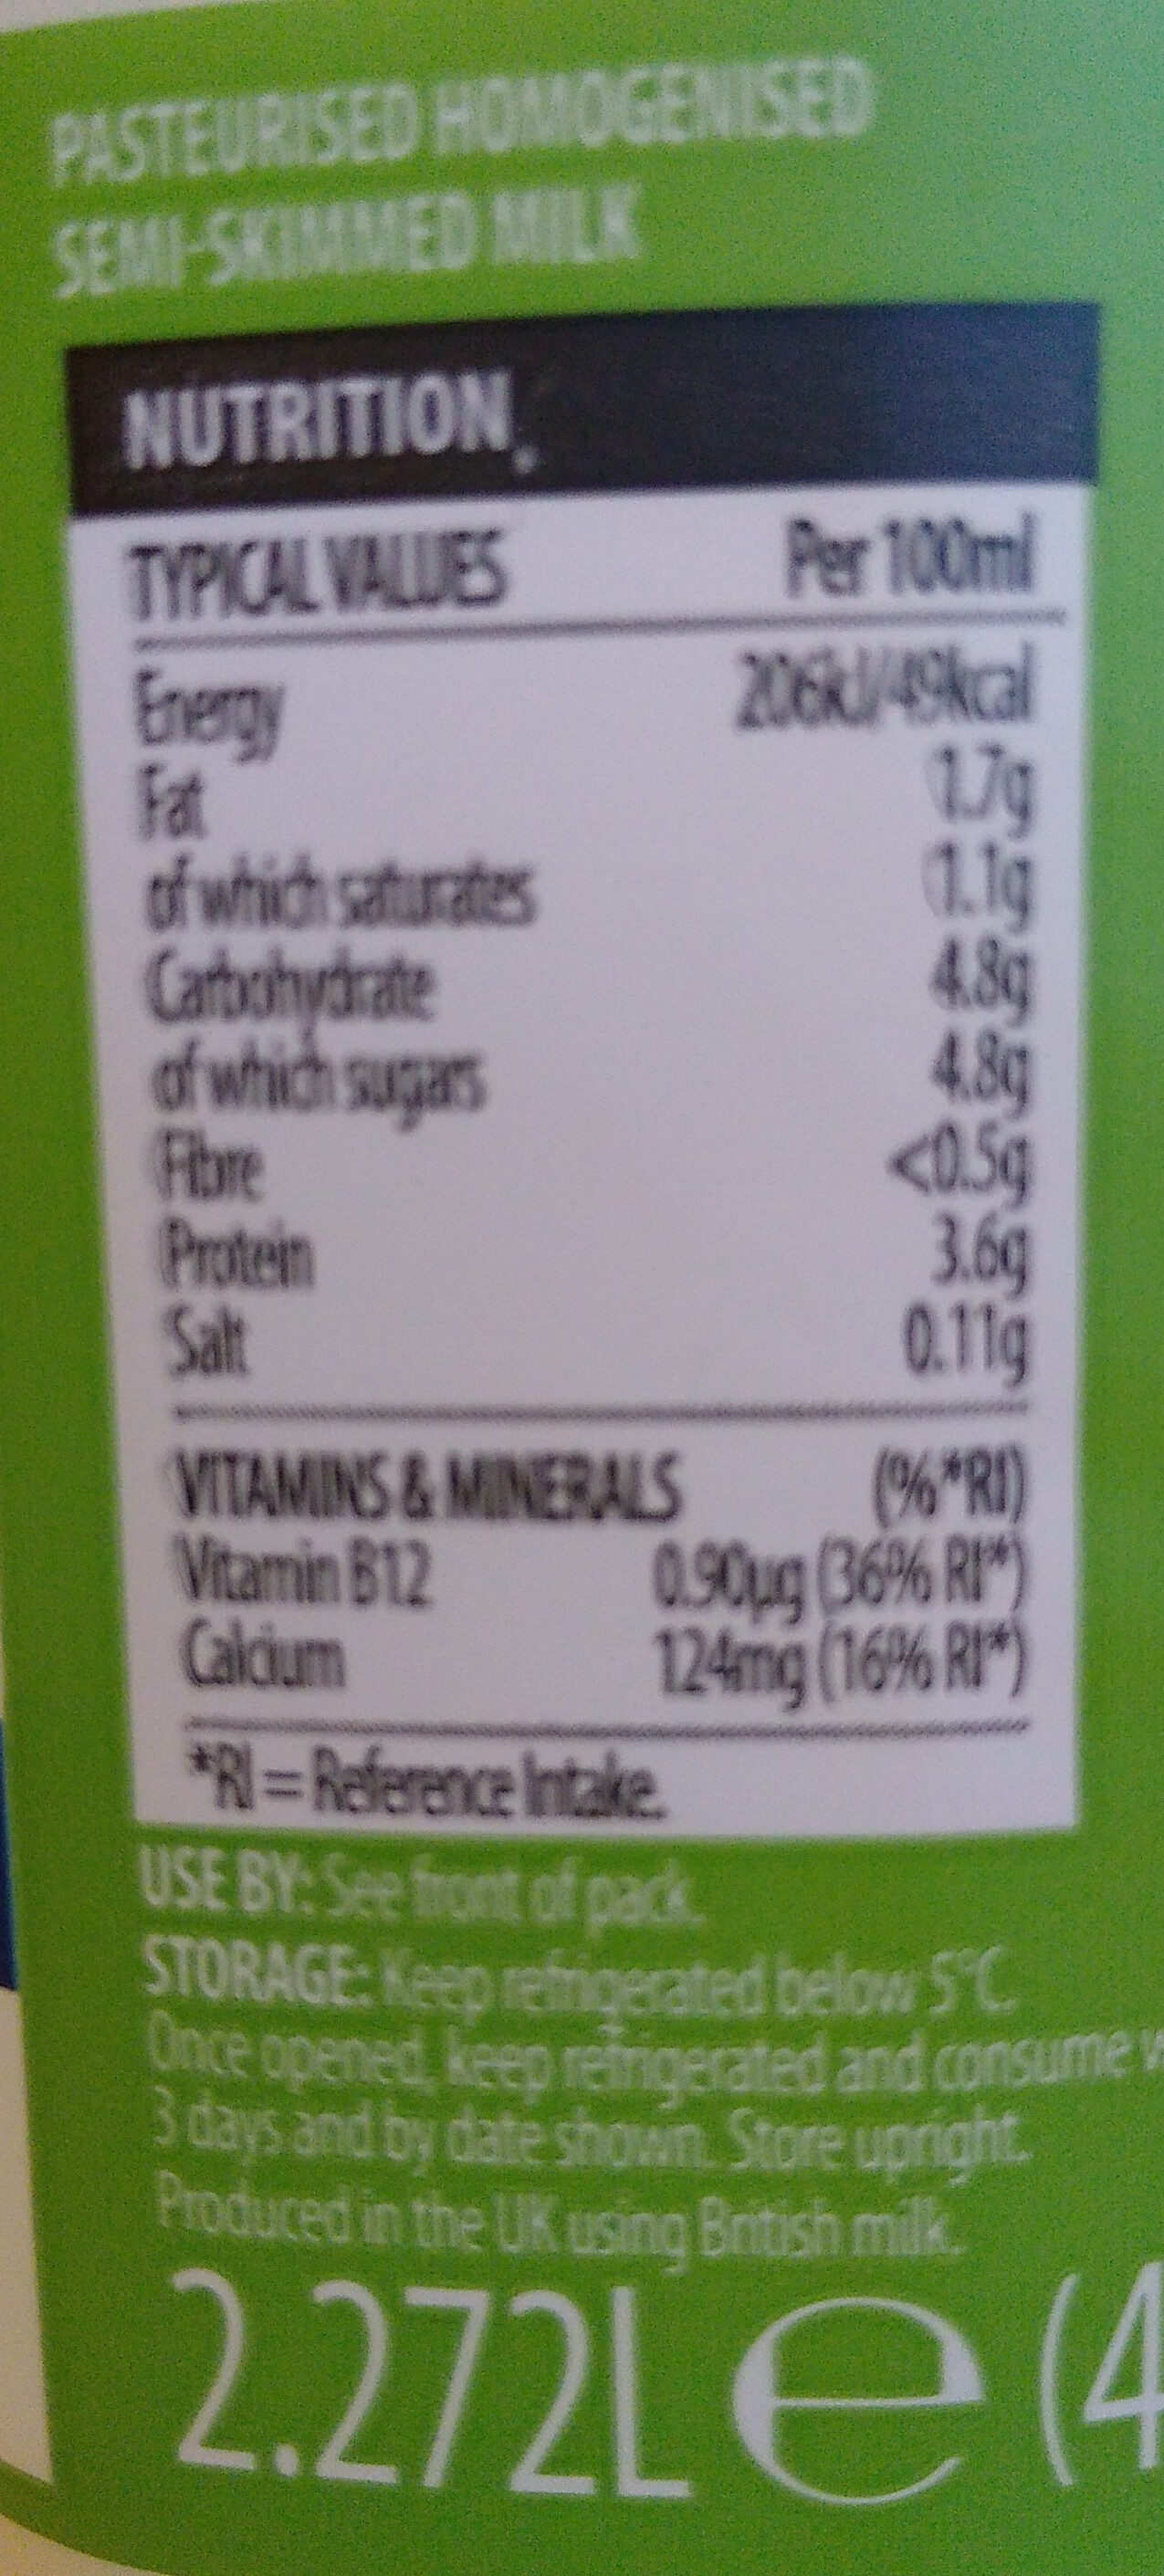 PASTEURISED HOMOGENISED
SEMI-SKIMMED MILK
NUTRITION
TYPICAL VALUES Per 100ml
Energy 206kJ/49kcal
Fat 1.7g
of which saturates 1.1g
Carbohydrate 4.8g
of which sugars 4.8g
Fibre <0.5g
Protein 3.6g
Salt 0.11g
VITAMINS & MINERALS (%*RI)
Vitamin B12 0.90µg (36% RI*)
Calcium 124mg (16% RI*)
*RI = Reference Intake.
USE BY: See front of pack.
STORAGE: Keep refrigerated below 5°C.
Once opened, keep refrigerated and consume
3 days and by date shown. Store upright.
Produced in the UK using British milk.
2.272L e (4